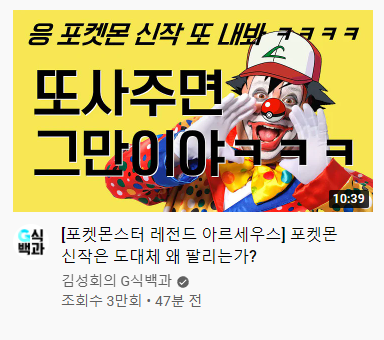 응 포켓몬 신작 또 내봐 ㅋㅋㅋㅋ
또사주면
그만이야ㅋㅋㅋ
10:39
G식백과
[포켓몬스터 레전드 아르세우스] 포켓몬
신작은 도대체 왜 팔리는가?
김성회의 G식백과
조회수 3만회 • 47분 전